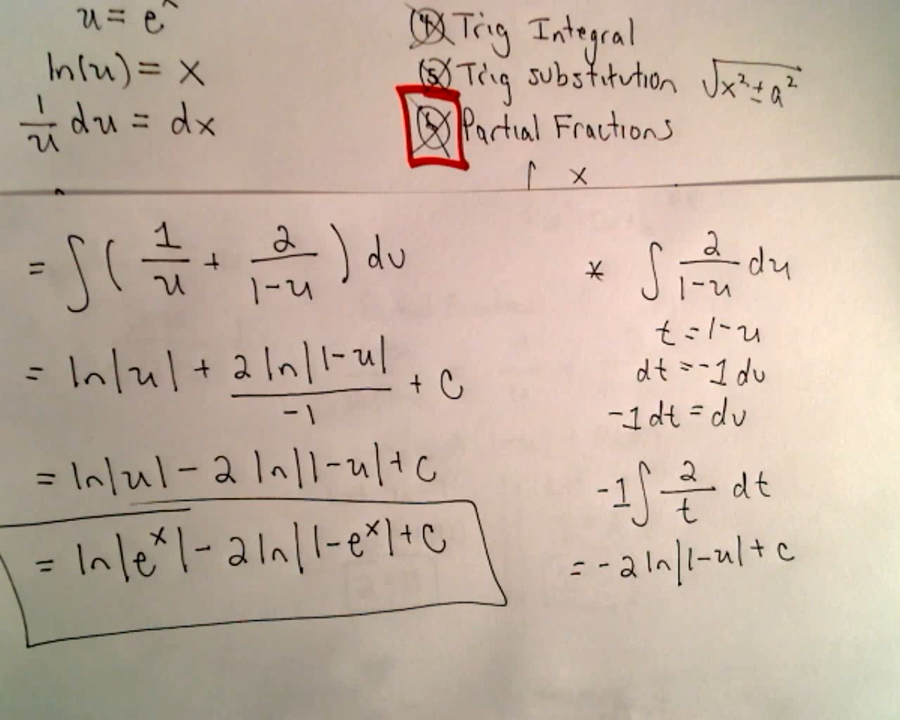 u = e^x
ln(u) = x
1/u du = dx
(4) Trig Integral
(5) Trig substitution √(x² ± a²)
Partial Fractions
x
= ∫ ( 1/u + 2/(1-u) ) du
= ln|u| + 2 ln|1-u| / -1 + C
= ln|u| - 2 ln|1-u| + C
= ln|e^x| - 2 ln|1-e^x| + C
* ∫ 2/(1-u) du
t = 1-u
dt = -1 du
-1 dt = du
-1 ∫ 2/t dt
= -2 ln|1-u| + C